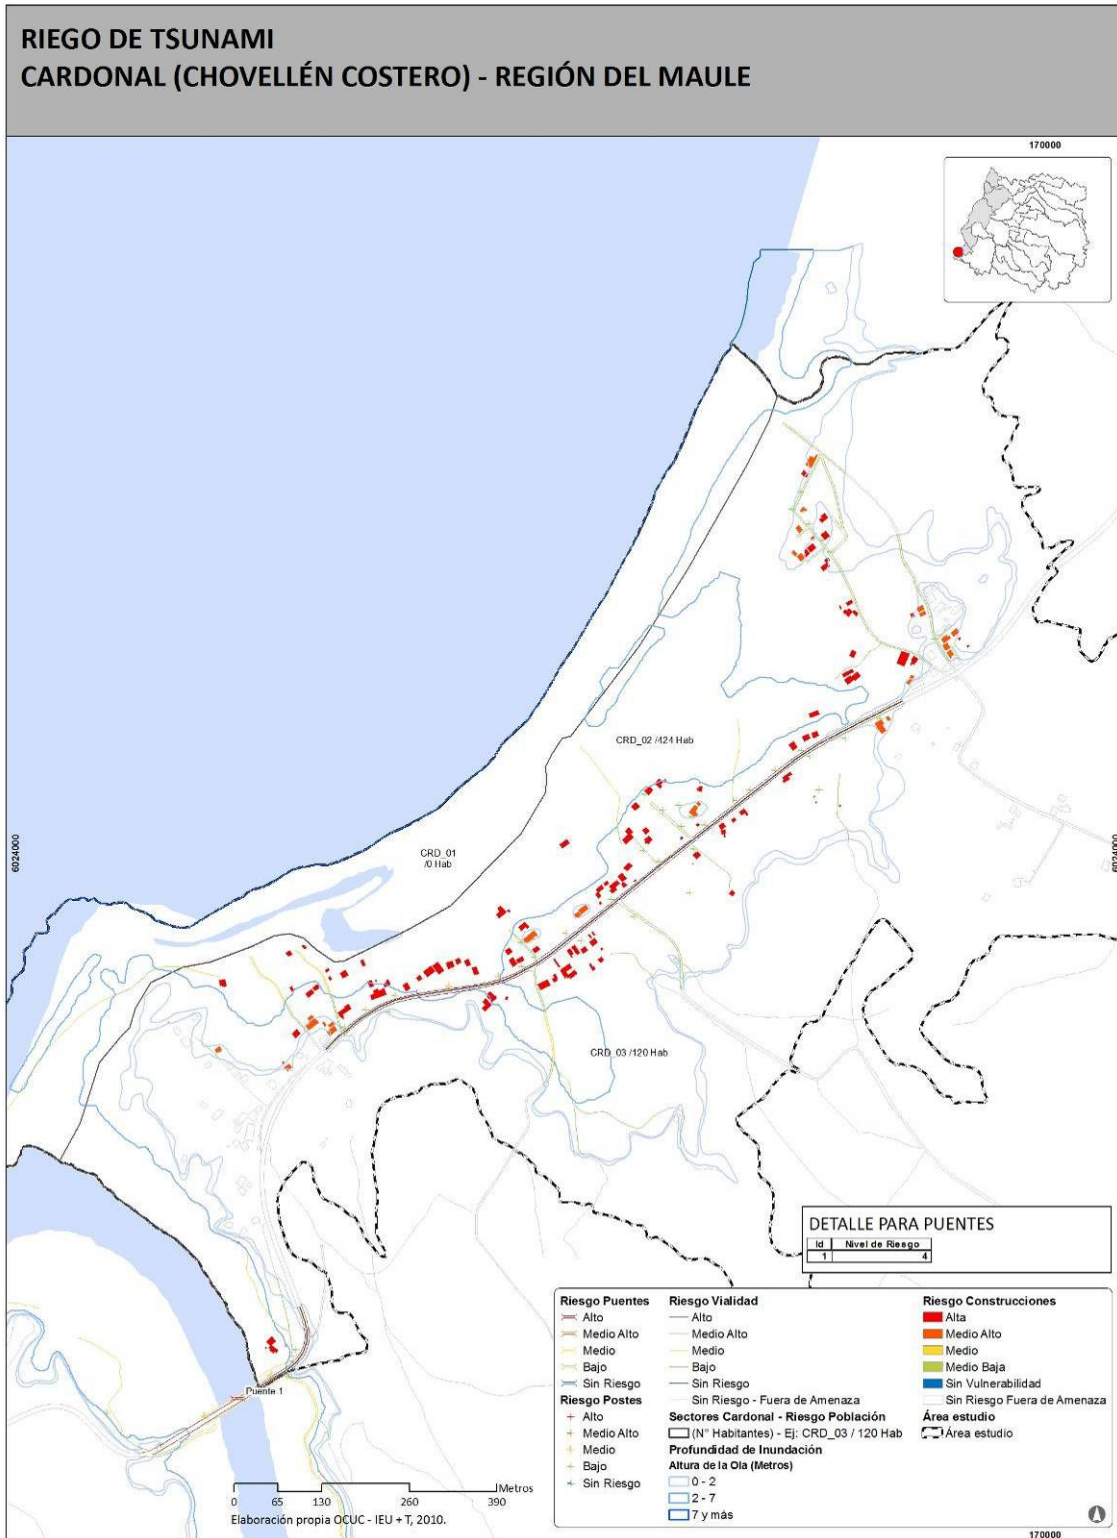 RIEGO DE TSUNAMI
CARDONAL (CHOVELLÉN COSTERO) - REGIÓN DEL MAULE
170000
CRD_02 /424 Hab
6024000
6024000
CRD_01
/0 Hab
CRD_03 /120 Hab
DETALLE PARA PUENTES
Id Nivel de Riesgo
1 4
Puente 1
Riesgo Puentes
Alto
Medio Alto
Medio
Bajo
Sin Riesgo
Riesgo Postes
Alto
Medio Alto
Medio
Bajo
Sin Riesgo
Riesgo Vialidad
Alto
Medio Alto
Medio
Bajo
Sin Riesgo
Sin Riesgo - Fuera de Amenaza
Sectores Cardonal - Riesgo Población
(N° Habitantes) - Ej: CRD_03 / 120 Hab
Profundidad de Inundación
Altura de la Ola (Metros)
0 - 2
2 - 7
7 y más
Riesgo Construcciones
Alta
Medio Alto
Medio
Medio Baja
Sin Vulnerabilidad
Sin Riesgo Fuera de Amenaza
Área estudio
Área estudio
Metros
0 65 130 260 390
Elaboración propia OCUC - IEU + T, 2010.
170000